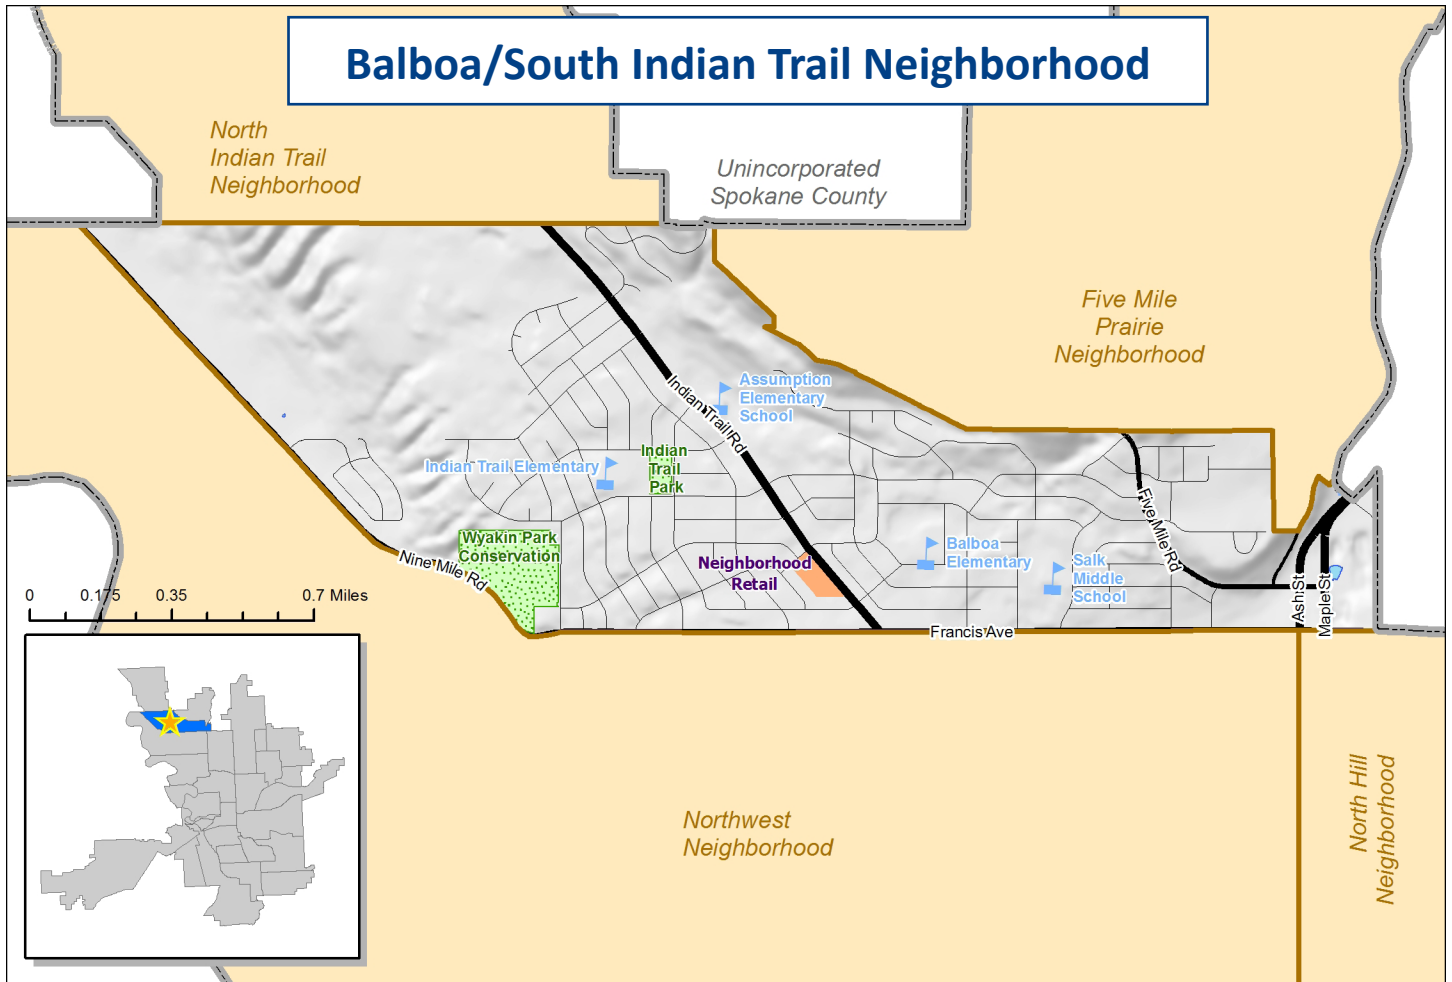 Balboa/South Indian Trail Neighborhood
North
Indian Trail
Neighborhood
Unincorporated
Spokane County
Five Mile
Prairie
Neighborhood
Assumption
Elementary
School
Indian Trail Rd
Indian Trail Elementary
Indian
Trail
Park
Wyakin Park
Conservation
Nine Mile Rd
Neighborhood
Retail
Balboa
Elementary
Salk
Middle
School
Five Mile Rd
Ash St
Maple St
Francis Ave
0 0.175 0.35 0.7 Miles
Northwest
Neighborhood
North Hill
Neighborhood